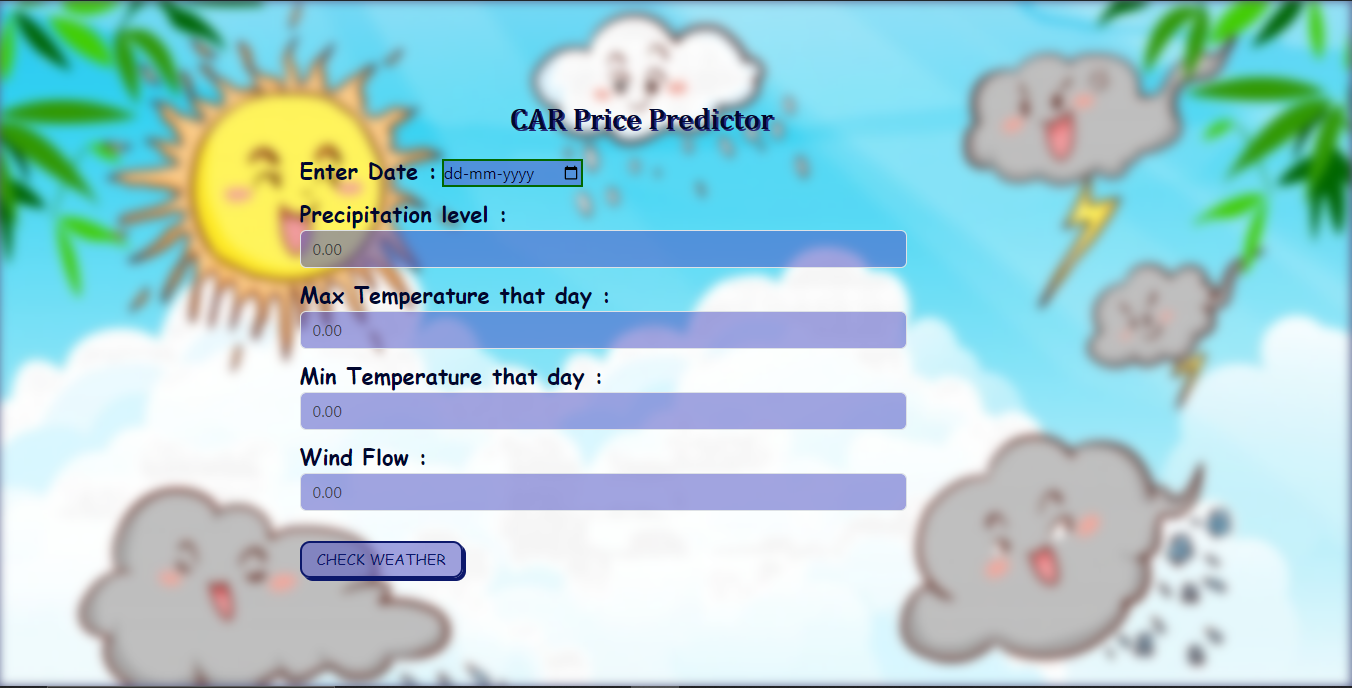 CAR Price Predictor
Enter Date : dd-mm-yyyy
Precipitation level :
0.00
Max Temperature that day :
0.00
Min Temperature that day :
0.00
Wind Flow :
0.00
CHECK WEATHER